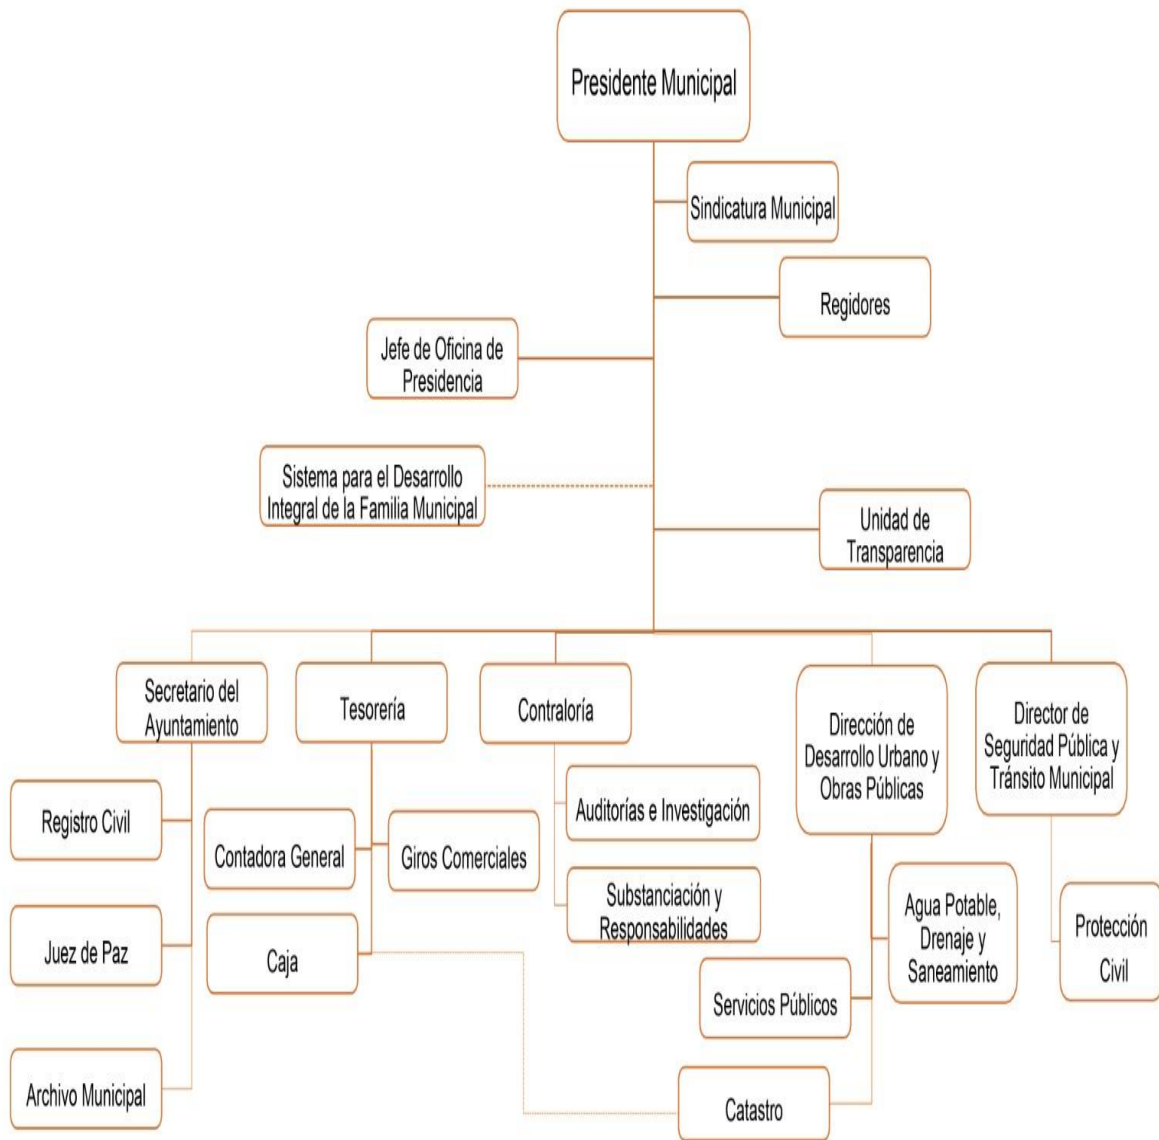 Presidente Municipal
Sindicatura Municipal
Regidores
Jefe de Oficina de
Presidencia
Sistema para el Desarrollo
Integral de la Familia Municipal
Unidad de
Transparencia
Secretario del
Ayuntamiento
Tesorería
Contraloría
Dirección de
Desarrollo Urbano y
Obras Públicas
Director de
Seguridad Pública y
Tránsito Municipal
Registro Civil
Contadora General
Giros Comerciales
Auditorías e Investigación
Substanciación y
Responsabilidades
Agua Potable,
Drenaje y
Saneamiento
Protección
Civil
Juez de Paz
Caja
Servicios Públicos
Archivo Municipal
Catastro